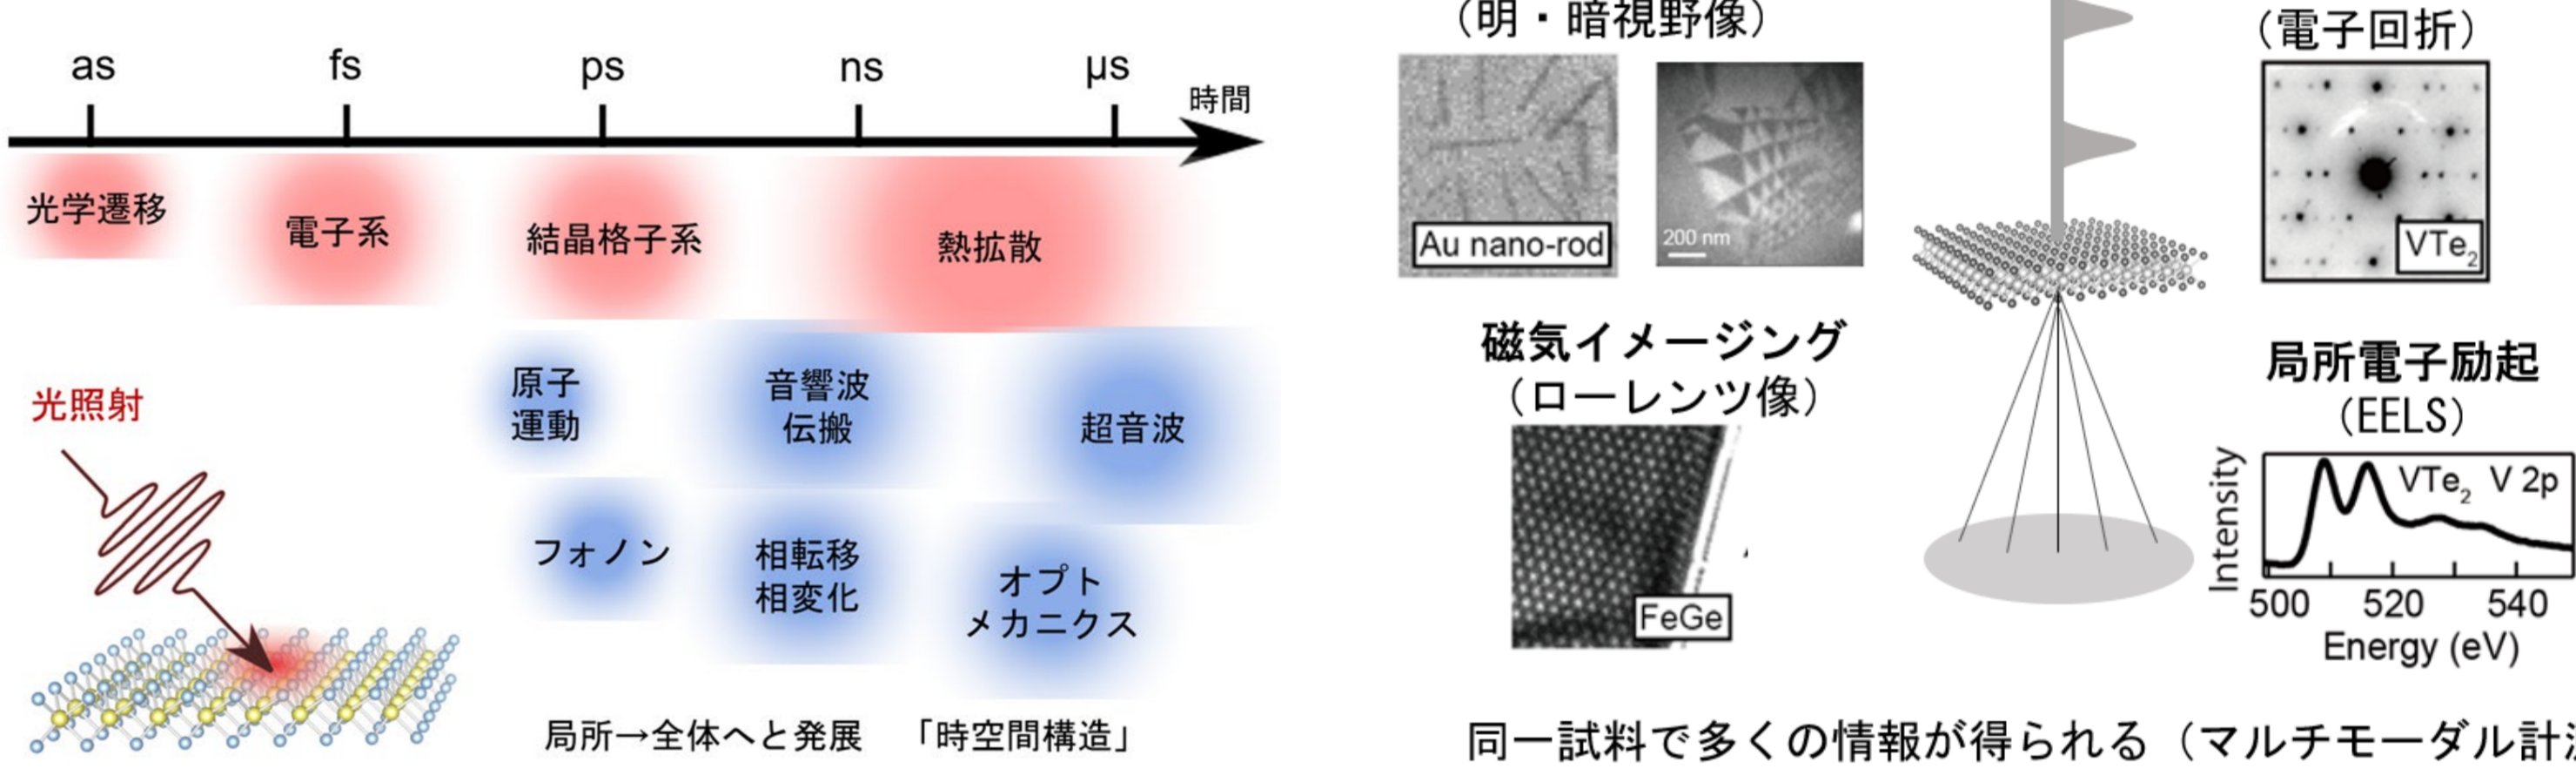 as fs ps ns μs
時間
光学遷移
電子系
結晶格子系
熱拡散
原子
運動
音響波
伝搬
超音波
フォノン
相転移
相変化
オプト
メカニクス
光照射
局所→全体へと発展 「時空間構造」
（明・暗視野像）
Au nano-rod
200 nm
磁気イメージング
（ローレンツ像）
FeGe
（電子回折）
VTe2
局所電子励起
（EELS）
Intensity
VTe2 V 2p
500 520 540
Energy (eV)
同一試料で多くの情報が得られる（マルチモーダル計